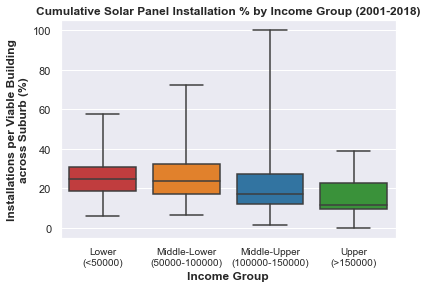 Cumulative Solar Panel Installation % by Income Group (2001-2018)
Installations per Viable Building
across Suburb (%)
100
80
60
40
20
0
Lower
(<50000)
Middle-Lower
(50000-100000)
Middle-Upper
(100000-150000)
Upper
(>150000)
Income Group